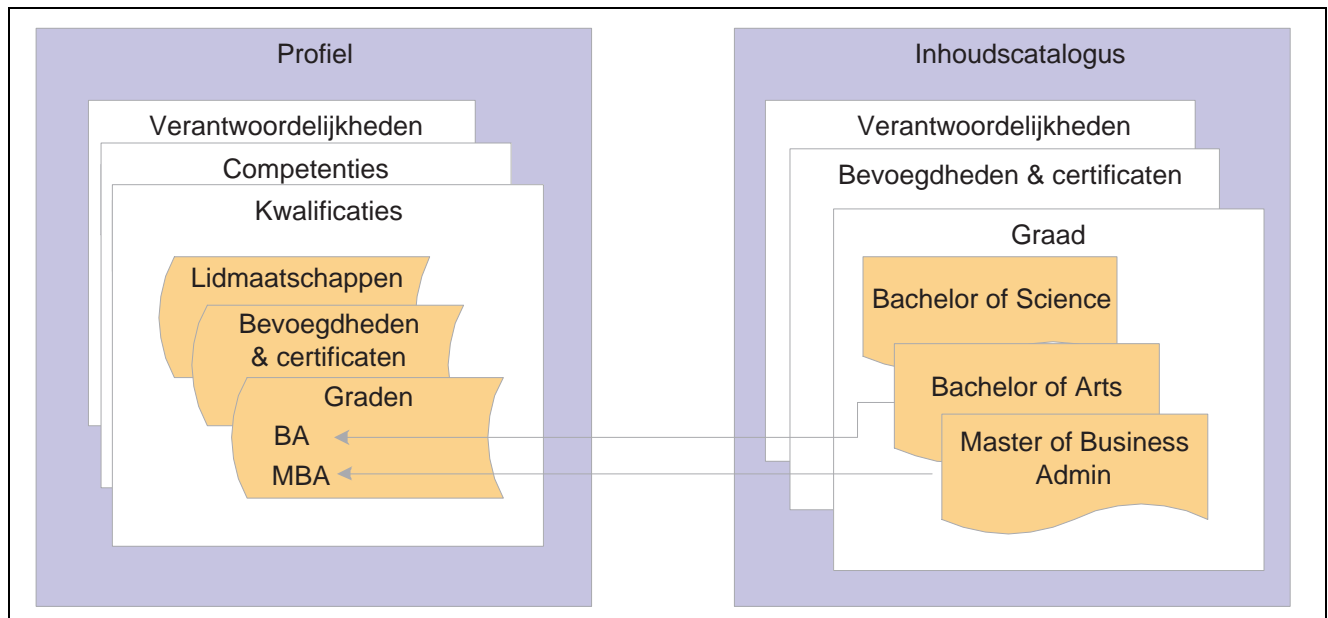 Profiel
Verantwoordelijkheden
Competenties
Kwalificaties
Lidmaatschappen
Bevoegdheden
& certificaten
Graden
BA
MBA
Inhoudscatalogus
Verantwoordelijkheden
Bevoegdheden & certificaten
Graad
Bachelor of Science
Bachelor of Arts
Master of Business
Admin